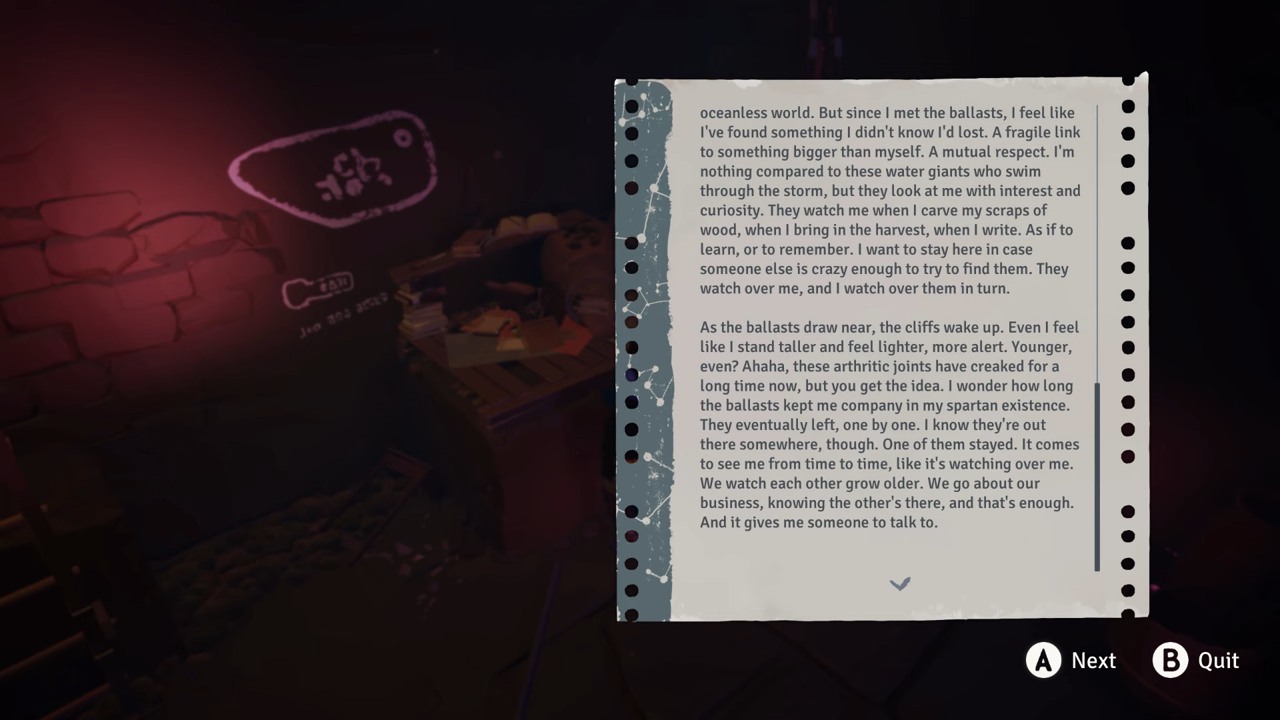 oceanless world. But since I met the ballasts, I feel like
I've found something I didn't know I'd lost. A fragile link
to something bigger than myself. A mutual respect. I'm
nothing compared to these water giants who swim
through the storm, but they look at me with interest and
curiosity. They watch me when I carve my scraps of
wood, when I bring in the harvest, when I write. As if to
learn, or to remember. I want to stay here in case
someone else is crazy enough to try to find them. They
watch over me, and I watch over them in turn.
As the ballasts draw near, the cliffs wake up. Even I feel
like I stand taller and feel lighter, more alert. Younger,
even? Ahaha, these arthritic joints have creaked for a
long time now, but you get the idea. I wonder how long
the ballasts kept me company in my spartan existence.
They eventually left, one by one. I know they're out
there somewhere, though. One of them stayed. It comes
to see me from time to time, like it's watching over me.
We watch each other grow older. We go about our
business, knowing the other's there, and that's enough.
And it gives me someone to talk to.
A Next B Quit